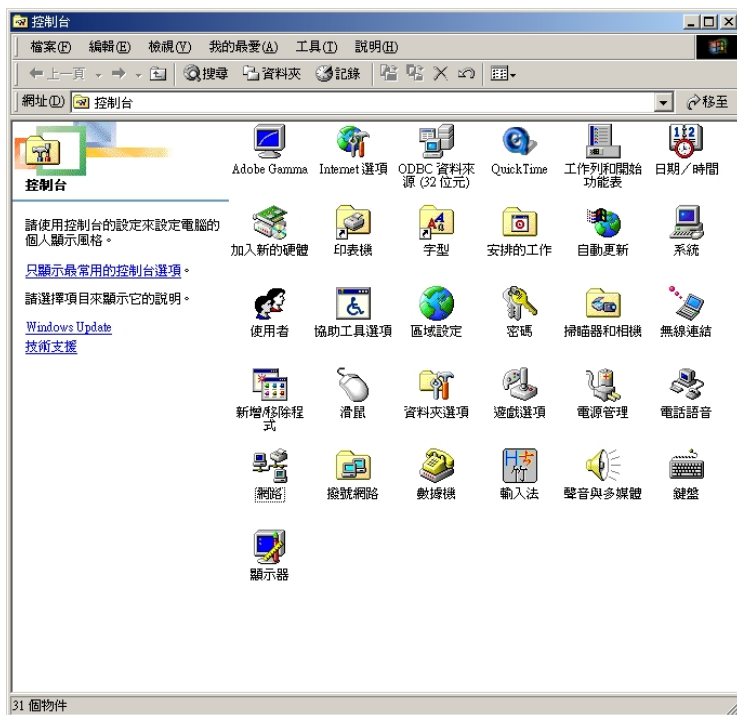 控制台
檔案(F) 編輯(E) 檢視(V) 我的最愛(A) 工具(T) 說明(H)
上一頁 搜尋 資料夾 記錄
網址(D) 控制台 移至
控制台
請使用控制台的設定來設定電腦的
個人顯示風格。
只顯示最常用的控制台選項。
請選擇項目來顯示它的說明。
Windows Update
技術支援
Adobe Gamma
Internet 選項
ODBC 資料來
源 (32 位元)
QuickTime
工作列和開始
功能表
日期／時間
加入新的硬體
印表機
字型
安排的工作
自動更新
系統
使用者
協助工具選項
區域設定
密碼
掃瞄器和相機
無線連結
新增/移除程
式
滑鼠
資料夾選項
遊戲選項
電源管理
電話語音
網路
撥號網路
數據機
輸入法
聲音與多媒體
鍵盤
顯示器
31 個物件